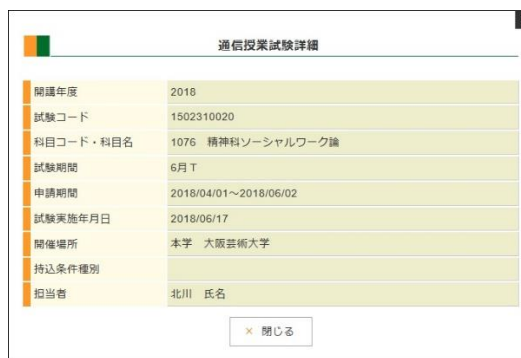 通信授業試験詳細
開講年度 2018
試験コード 1502310020
科目コード・科目名 1076 精神科ソーシャルワーク論
試験期間 6月T
申請期間 2018/04/01～2018/06/02
試験実施年月日 2018/06/17
開催場所 本学 大阪芸術大学
持込条件種別
担当者 北川 氏名
× 閉じる